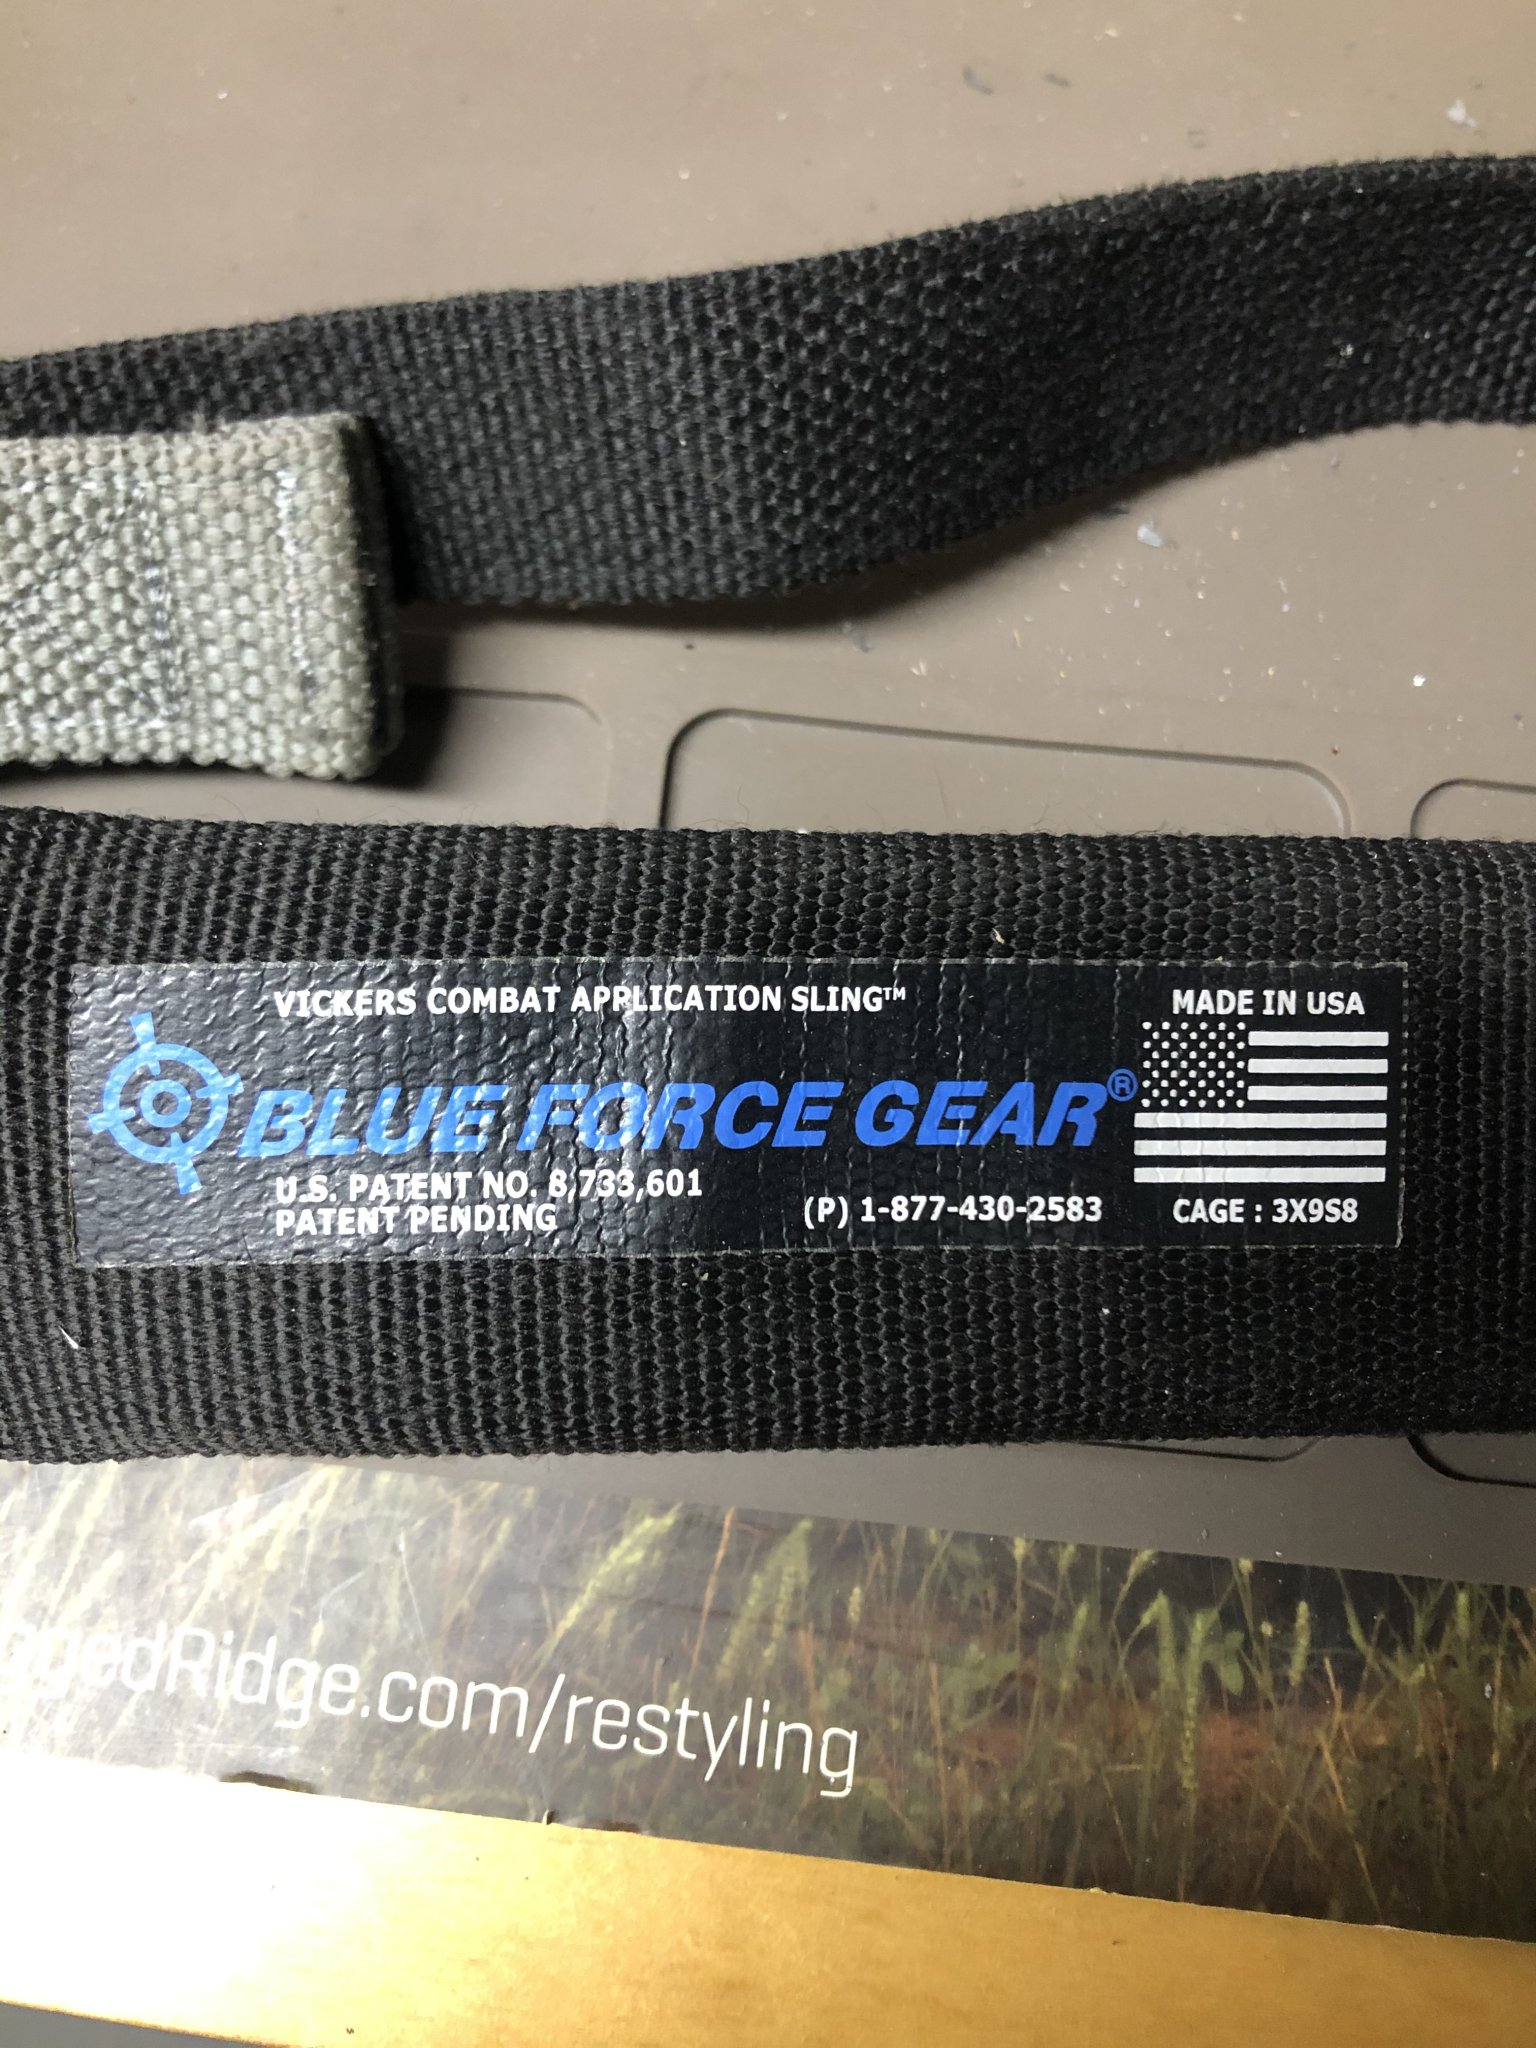 VICKERS COMBAT APPLICATION SLING™
MADE IN USA
BLUE FORCE GEAR®
U.S. PATENT NO. 8,733,601
PATENT PENDING
(P) 1-877-430-2583
CAGE : 3X9S8
gedRidge.com/restyling